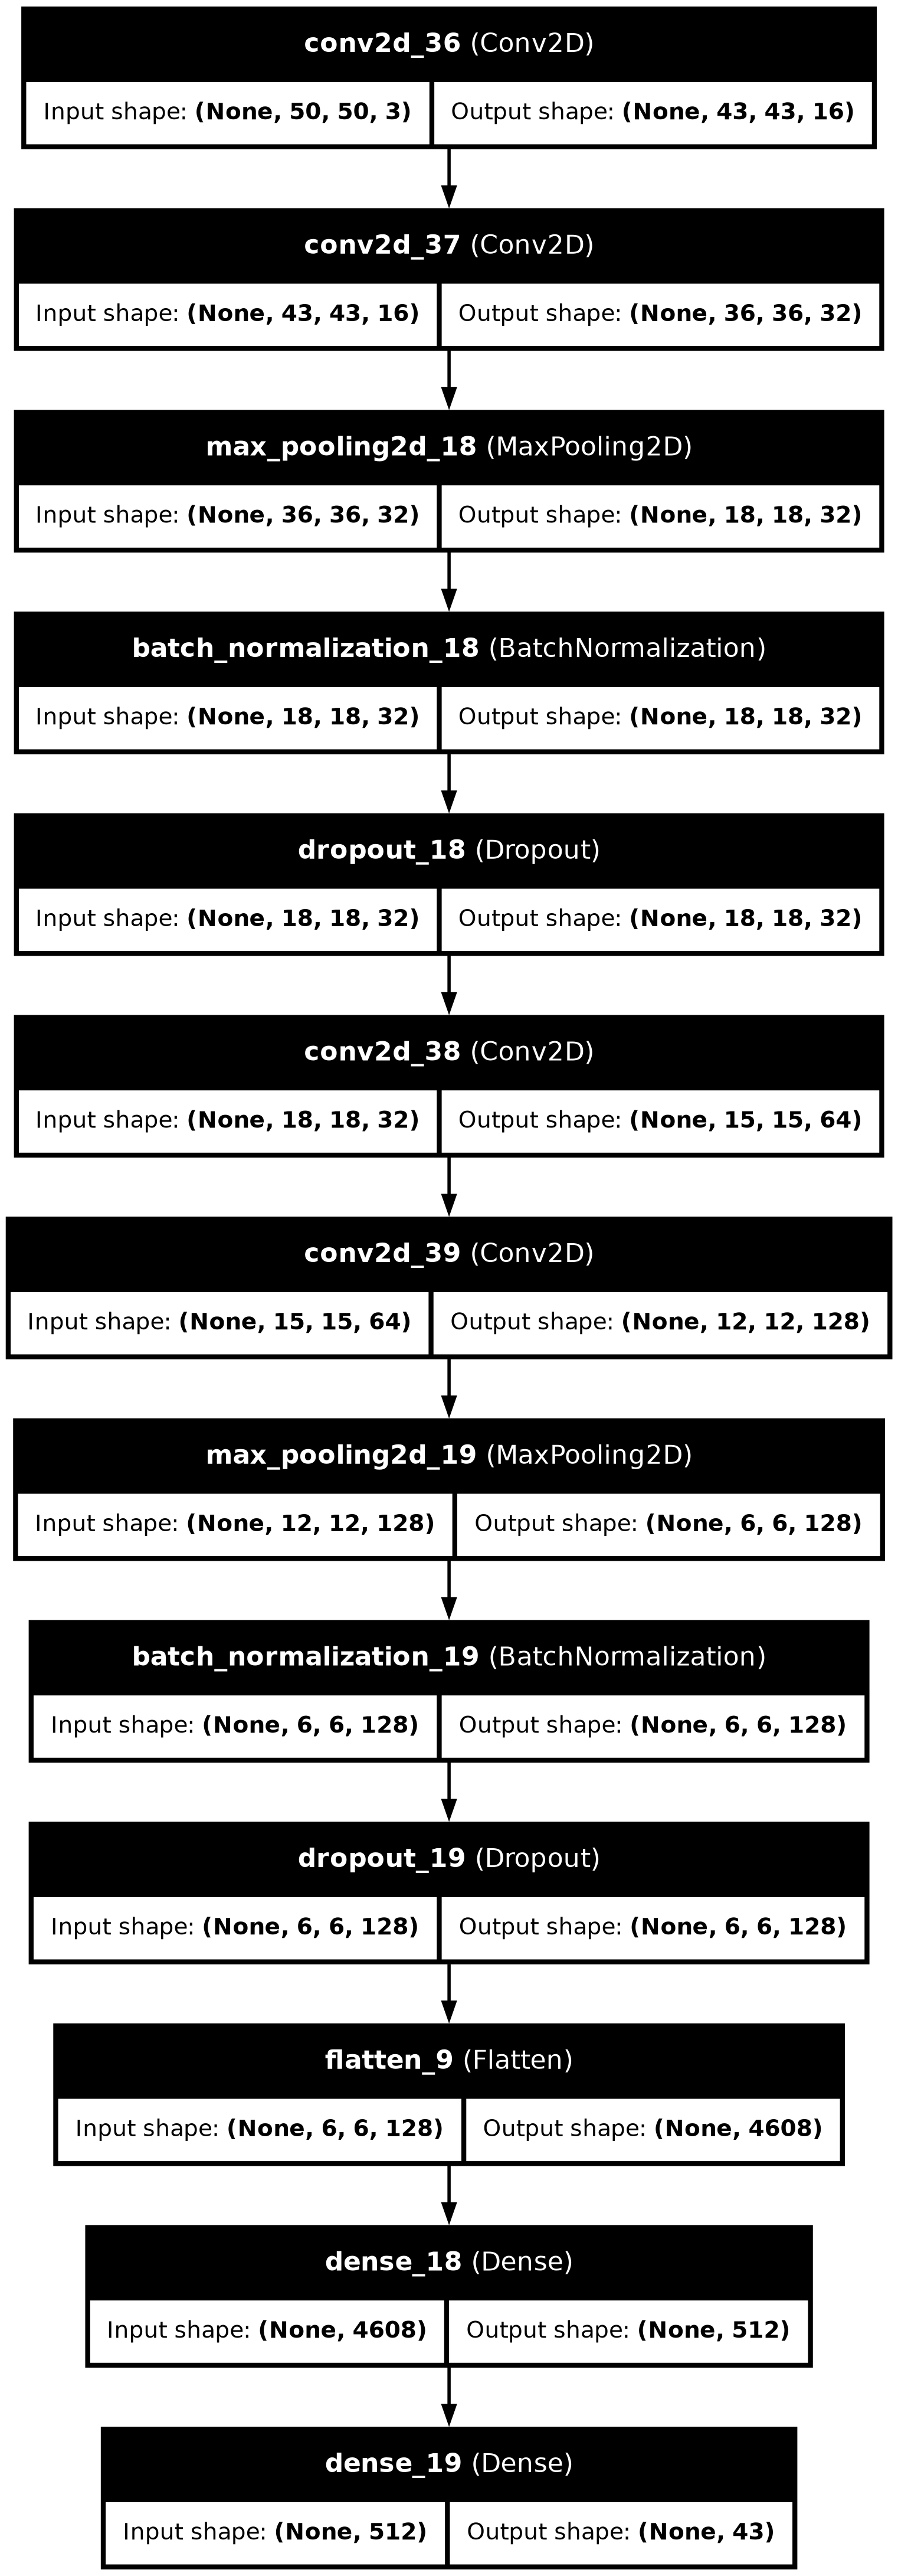 conv2d_36 (Conv2D)
Input shape: (None, 50, 50, 3) Output shape: (None, 43, 43, 16)
conv2d_37 (Conv2D)
Input shape: (None, 43, 43, 16) Output shape: (None, 36, 36, 32)
max_pooling2d_18 (MaxPooling2D)
Input shape: (None, 36, 36, 32) Output shape: (None, 18, 18, 32)
batch_normalization_18 (BatchNormalization)
Input shape: (None, 18, 18, 32) Output shape: (None, 18, 18, 32)
dropout_18 (Dropout)
Input shape: (None, 18, 18, 32) Output shape: (None, 18, 18, 32)
conv2d_38 (Conv2D)
Input shape: (None, 18, 18, 32) Output shape: (None, 15, 15, 64)
conv2d_39 (Conv2D)
Input shape: (None, 15, 15, 64) Output shape: (None, 12, 12, 128)
max_pooling2d_19 (MaxPooling2D)
Input shape: (None, 12, 12, 128) Output shape: (None, 6, 6, 128)
batch_normalization_19 (BatchNormalization)
Input shape: (None, 6, 6, 128) Output shape: (None, 6, 6, 128)
dropout_19 (Dropout)
Input shape: (None, 6, 6, 128) Output shape: (None, 6, 6, 128)
flatten_9 (Flatten)
Input shape: (None, 6, 6, 128) Output shape: (None, 4608)
dense_18 (Dense)
Input shape: (None, 4608) Output shape: (None, 512)
dense_19 (Dense)
Input shape: (None, 512) Output shape: (None, 43)